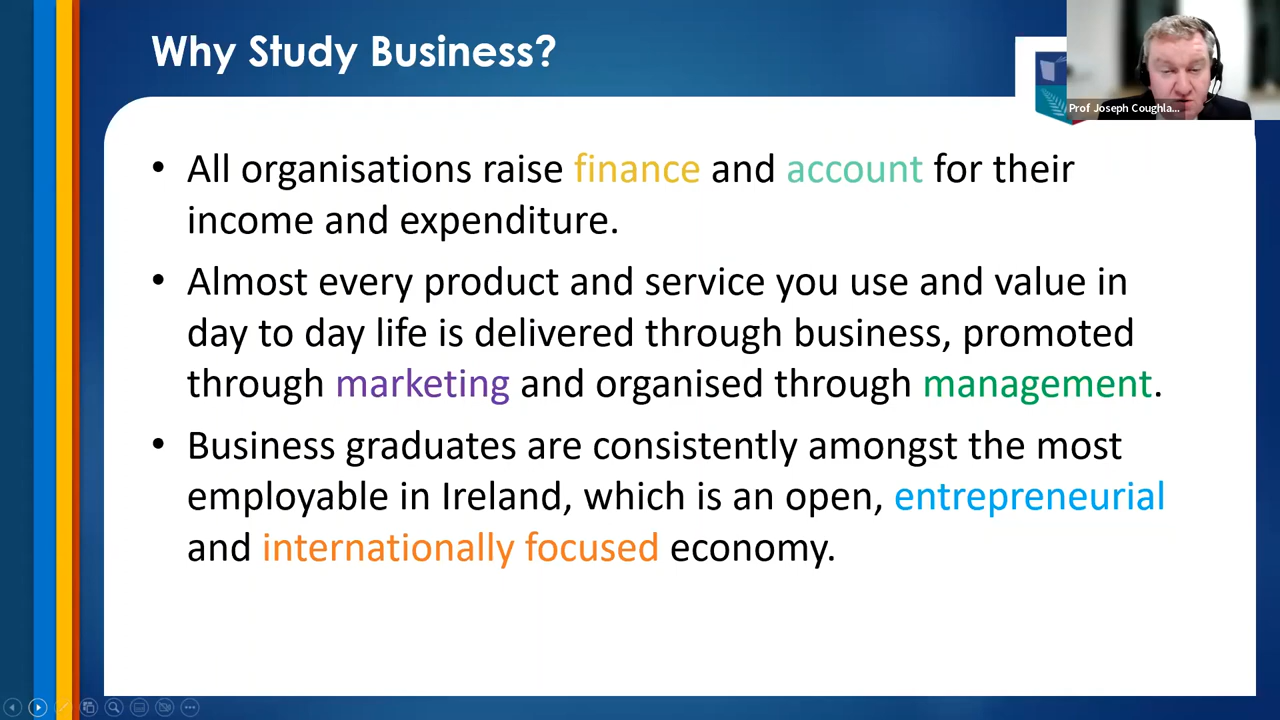 Why Study Business?
Prof Joseph Coughla...
• All organisations raise finance and account for their
income and expenditure.
• Almost every product and service you use and value in
day to day life is delivered through business, promoted
through marketing and organised through management.
• Business graduates are consistently amongst the most
employable in Ireland, which is an open, entrepreneurial
and internationally focused economy.